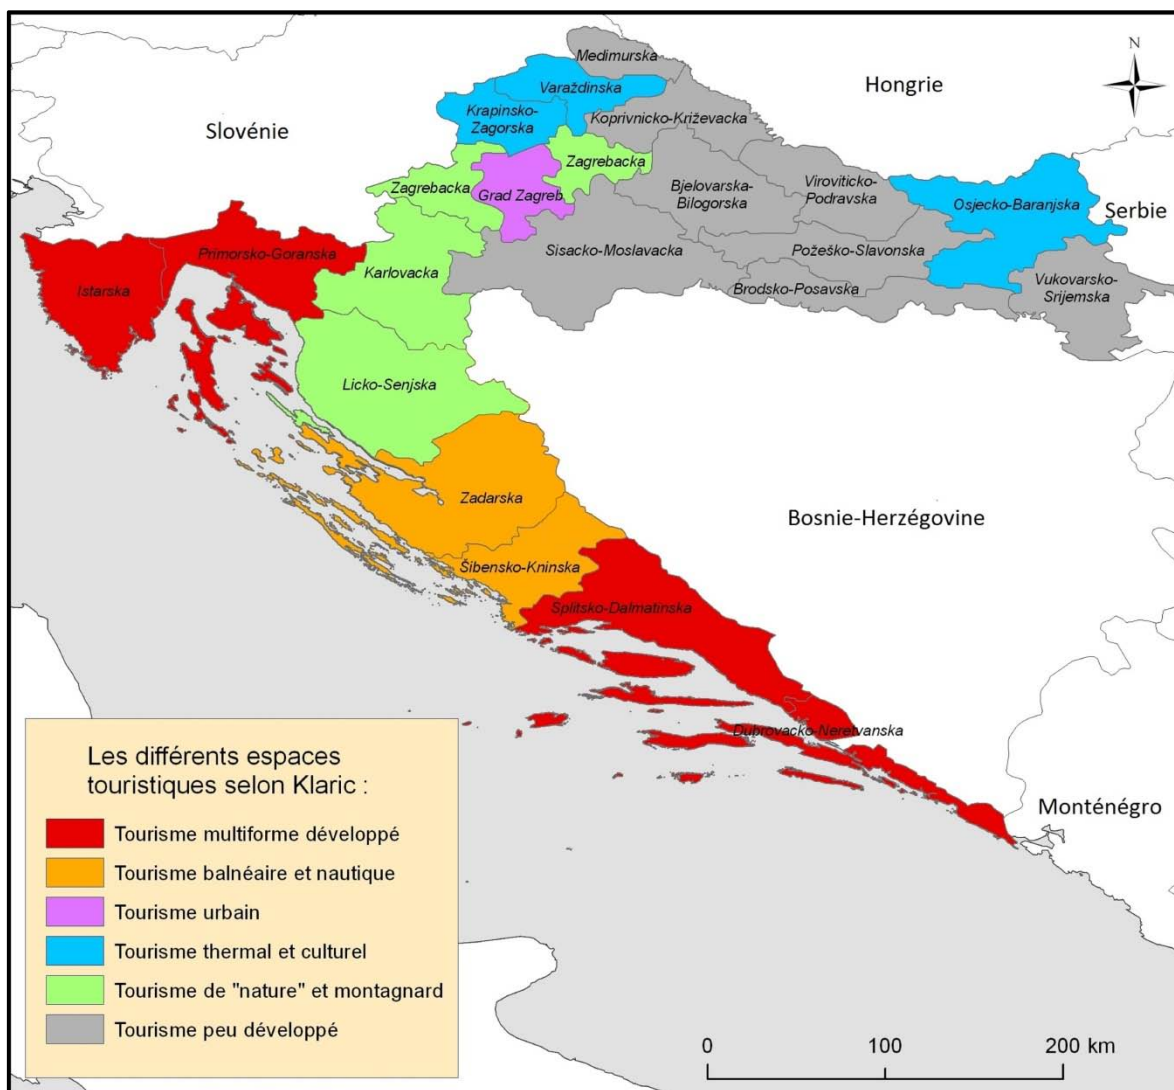 N
Medimurska
Hongrie
Varaždinska
Slovénie
Krapinsko-
Zagorska
Koprivnicko-Križevacka
Zagrebacka
Zagrebacka
Grad Zagreb
Bjelovarska-
Bilogorska
Viroviticko-
Podravska
Osjecko-Baranjska
Serbie
Primorsko-Goranska
Sisacko-Moslavacka
Požeško-Slavonska
Istarska
Karlovacka
Brodsko-Posavska
Vukovarsko-
Srijemska
Licko-Senjska
Zadarska
Bosnie-Herzégovine
Šibensko-Kninska
Splitsko-Dalmatinska
Dubrovacko-Neretvanska
Monténégro
Les différents espaces
touristiques selon Klaric :
Tourisme multiforme développé
Tourisme balnéaire et nautique
Tourisme urbain
Tourisme thermal et culturel
Tourisme de "nature" et montagnard
Tourisme peu développé
0 100 200 km